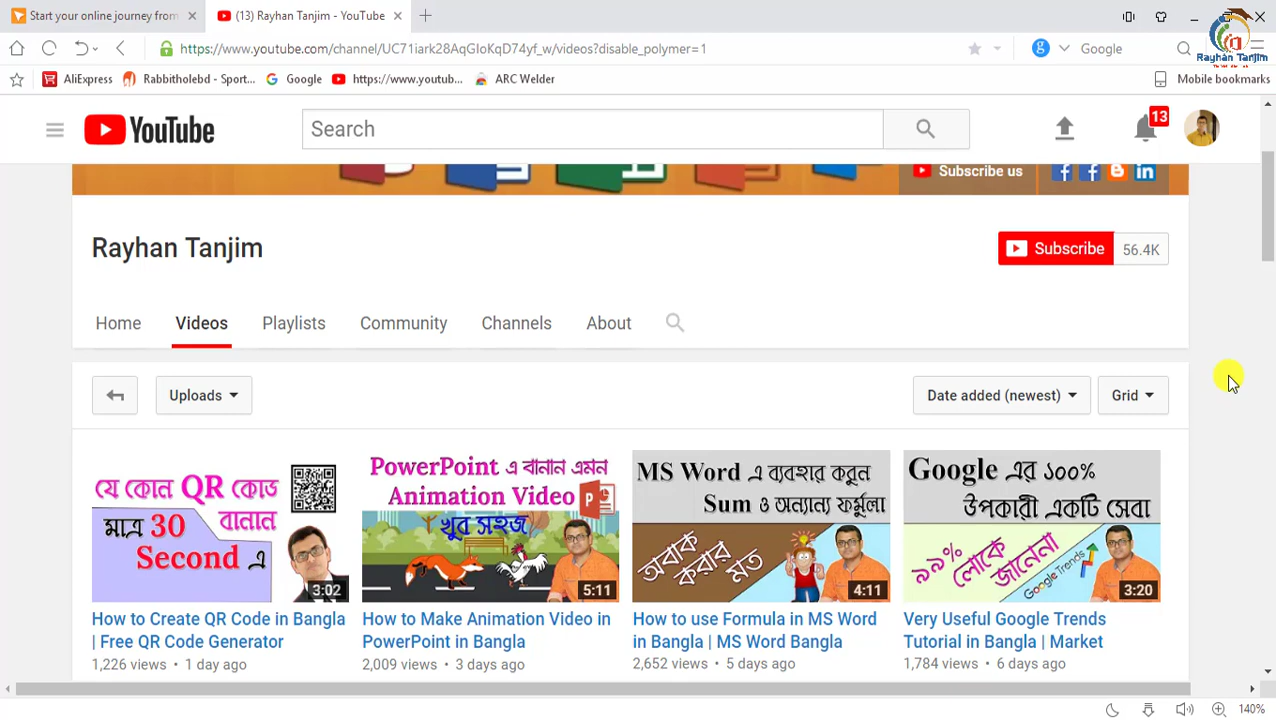 Start your online journey from
(13) Rayhan Tanjim - YouTube
https://www.youtube.com/channel/UC71iark28AqGIoKqD74yf_w/videos?disable_polymer=1
Google
Rayhan Tanjim
AliExpress
Rabbitholebd - Sport...
Google
https://www.youtub...
ARC Welder
Mobile bookmarks
YouTube
Search
13
Subscribe us
Rayhan Tanjim
Subscribe 56.4K
Home Videos Playlists Community Channels About
Uploads
Date added (newest)
Grid
যে কোন QR কোড
বানান
মাত্র 30
Second এ
3:02
PowerPoint এ বানান এমন
Animation Video
খুব সহজে
5:11
MS Word এ ব্যবহার করুন
Sum ও অন্যান্য ফর্মুলা
অবাক
করার মত
4:11
Google এর ১০০%
উপকারী একটি সেবা
৯৯% লোকে
জানেনা
Google Trends
3:20
How to Create QR Code in Bangla
| Free QR Code Generator
1,226 views • 1 day ago
How to Make Animation Video in
PowerPoint in Bangla
2,009 views • 3 days ago
How to use Formula in MS Word
in Bangla | MS Word Bangla
2,652 views • 5 days ago
Very Useful Google Trends
Tutorial in Bangla | Market
1,784 views • 6 days ago
140%